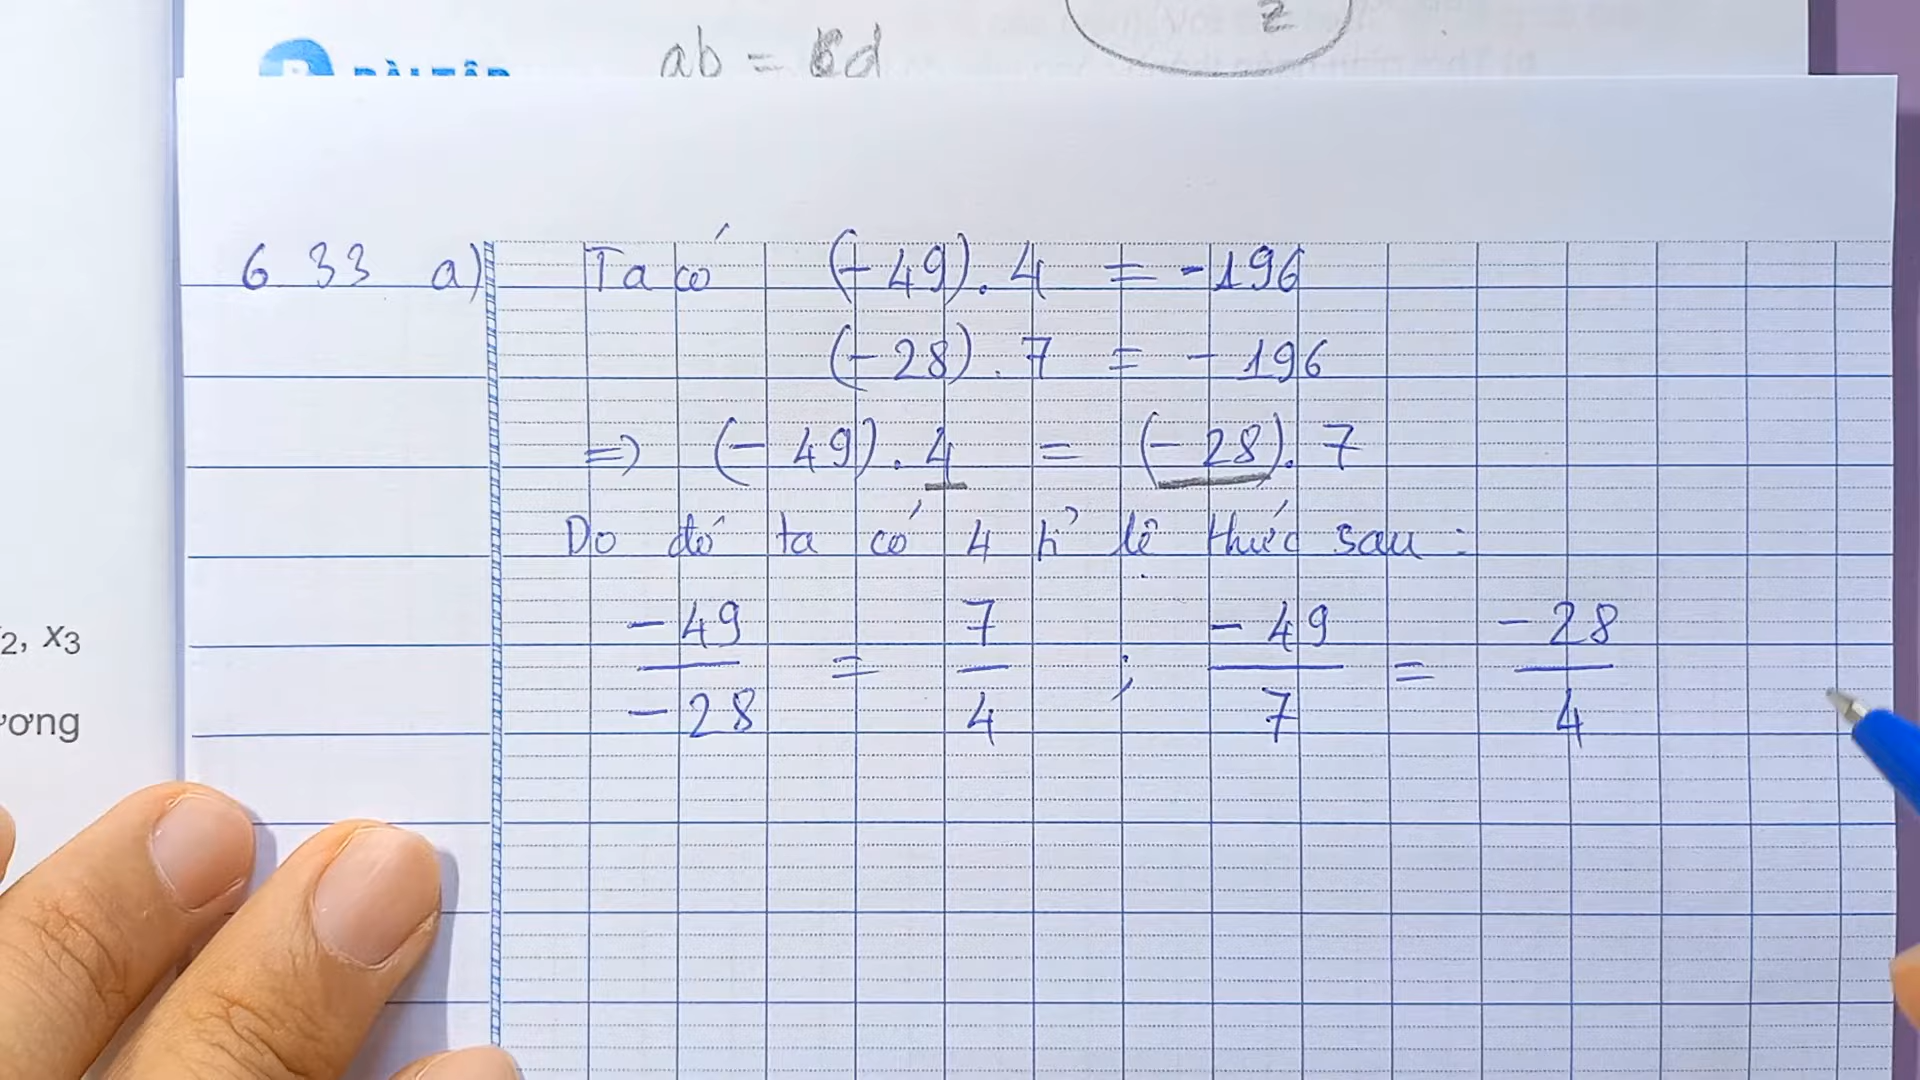 ab = cd
z
6 33 a) Ta có (-49).4 = -196
(-28).7 = -196
=> (-49).4 = (-28).7
Do đó ta có 4 tỉ lệ thức sau:
-49/-28 = 7/4 ; -49/7 = -28/4
2, x3
ương